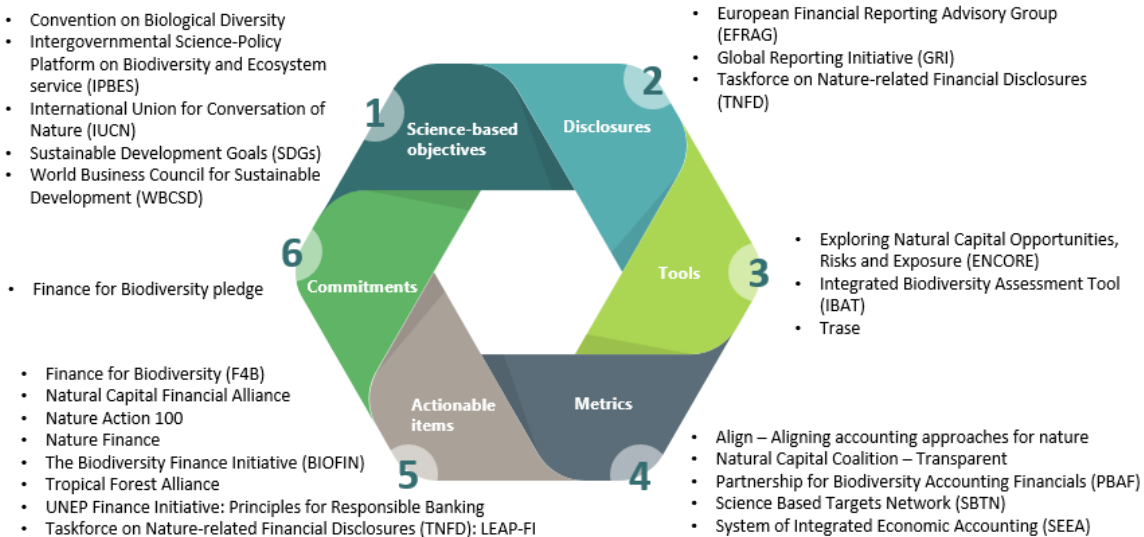 • Convention on Biological Diversity
• Intergovernmental Science-Policy
Platform on Biodiversity and Ecosystem
service (IPBES)
• International Union for Conversation of
Nature (IUCN)
• Sustainable Development Goals (SDGs)
• World Business Council for Sustainable
Development (WBCSD)
1
Science-based
objectives
2
Disclosures
• European Financial Reporting Advisory Group
(EFRAG)
• Global Reporting Initiative (GRI)
• Taskforce on Nature-related Financial Disclosures
(TNFD)
3
Tools
• Exploring Natural Capital Opportunities,
Risks and Exposure (ENCORE)
• Integrated Biodiversity Assessment Tool
(IBAT)
• Trase
4
Metrics
• Align – Aligning accounting approaches for nature
• Natural Capital Coalition – Transparent
• Partnership for Biodiversity Accounting Financials (PBAF)
• Science Based Targets Network (SBTN)
• System of Integrated Economic Accounting (SEEA)
5
Actionable
items
• Finance for Biodiversity (F4B)
• Natural Capital Financial Alliance
• Nature Action 100
• Nature Finance
• The Biodiversity Finance Initiative (BIOFIN)
• Tropical Forest Alliance
• UNEP Finance Initiative: Principles for Responsible Banking
• Taskforce on Nature-related Financial Disclosures (TNFD): LEAP-FI
6
Commitments
• Finance for Biodiversity pledge